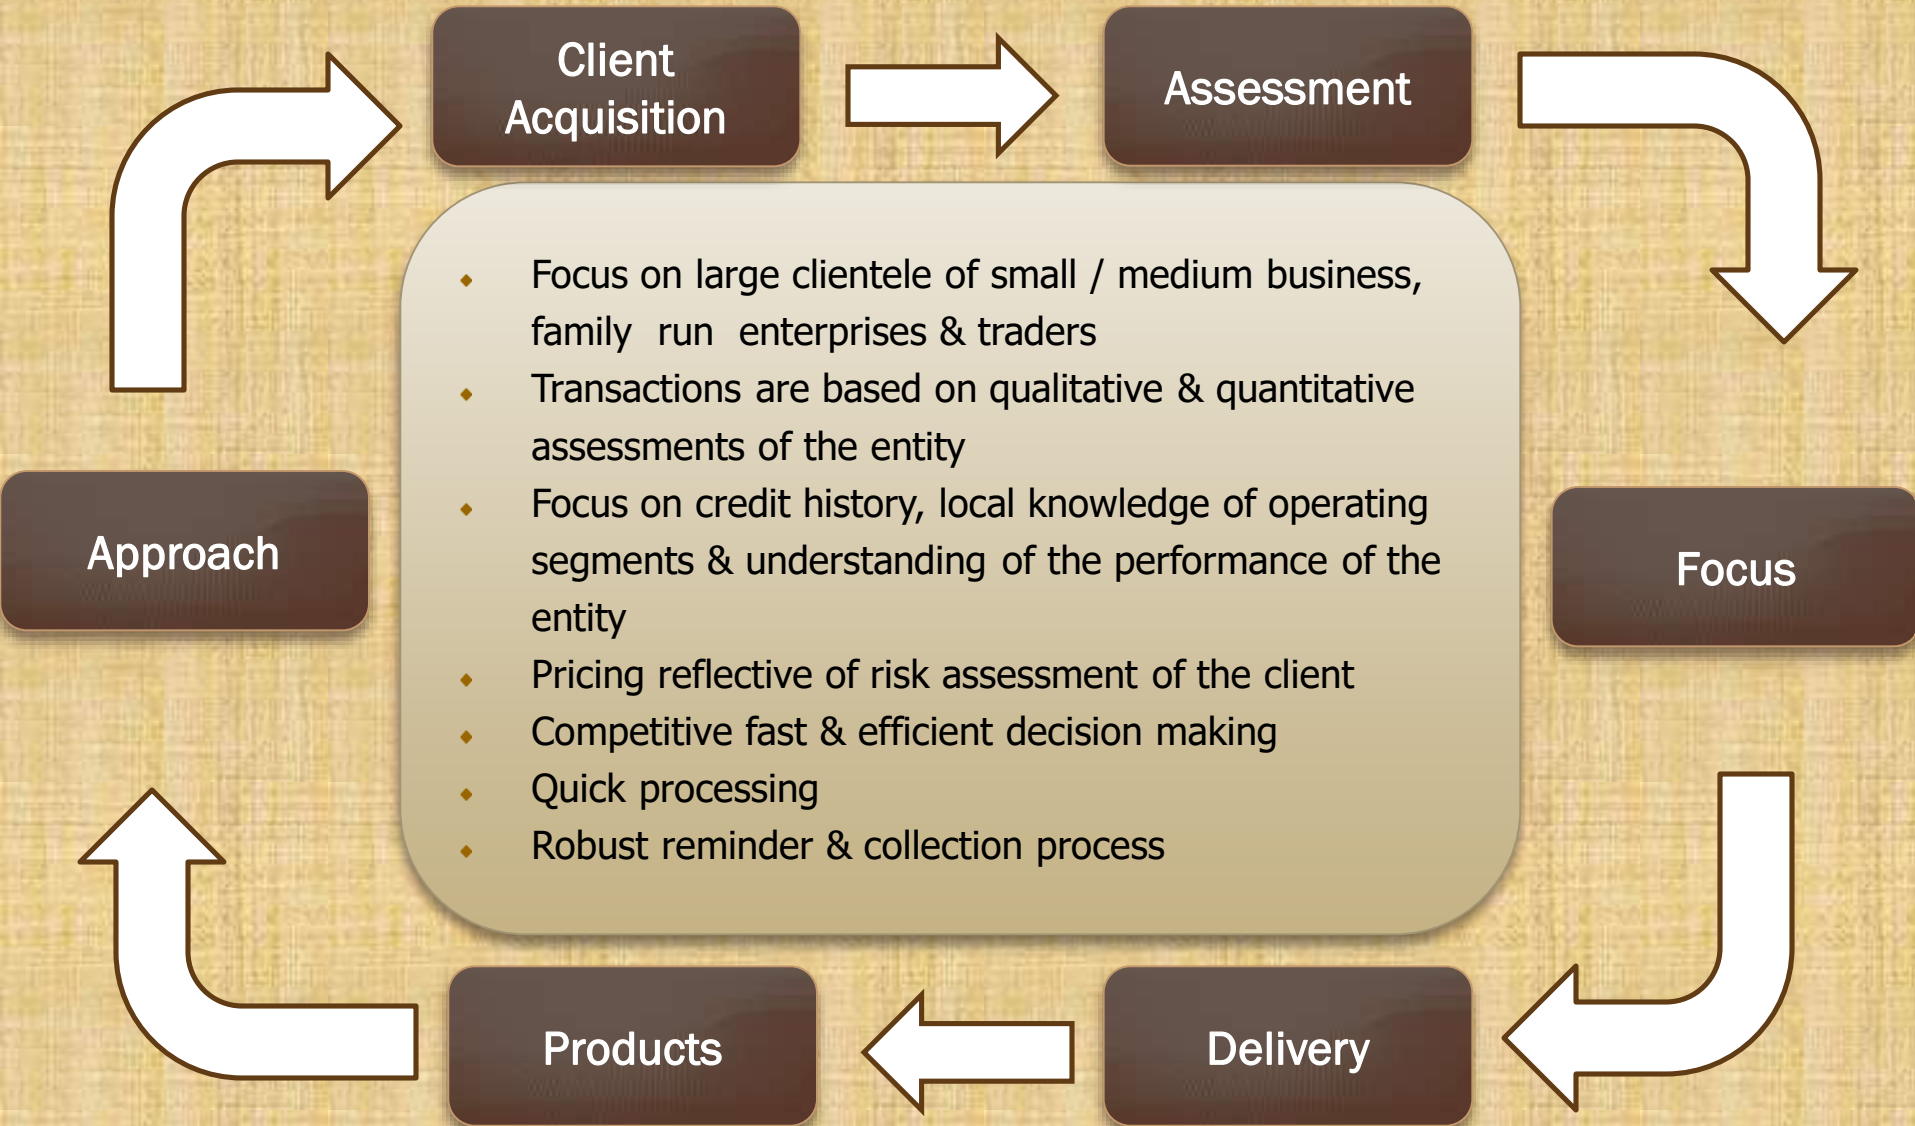 Client
Acquisition
Assessment
Focus on large clientele of small / medium business,
family run enterprises & traders
Transactions are based on qualitative & quantitative
assessments of the entity
Focus on credit history, local knowledge of operating
segments & understanding of the performance of the
entity
Pricing reflective of risk assessment of the client
Competitive fast & efficient decision making
Quick processing
Robust reminder & collection process
Approach
Focus
Products
Delivery